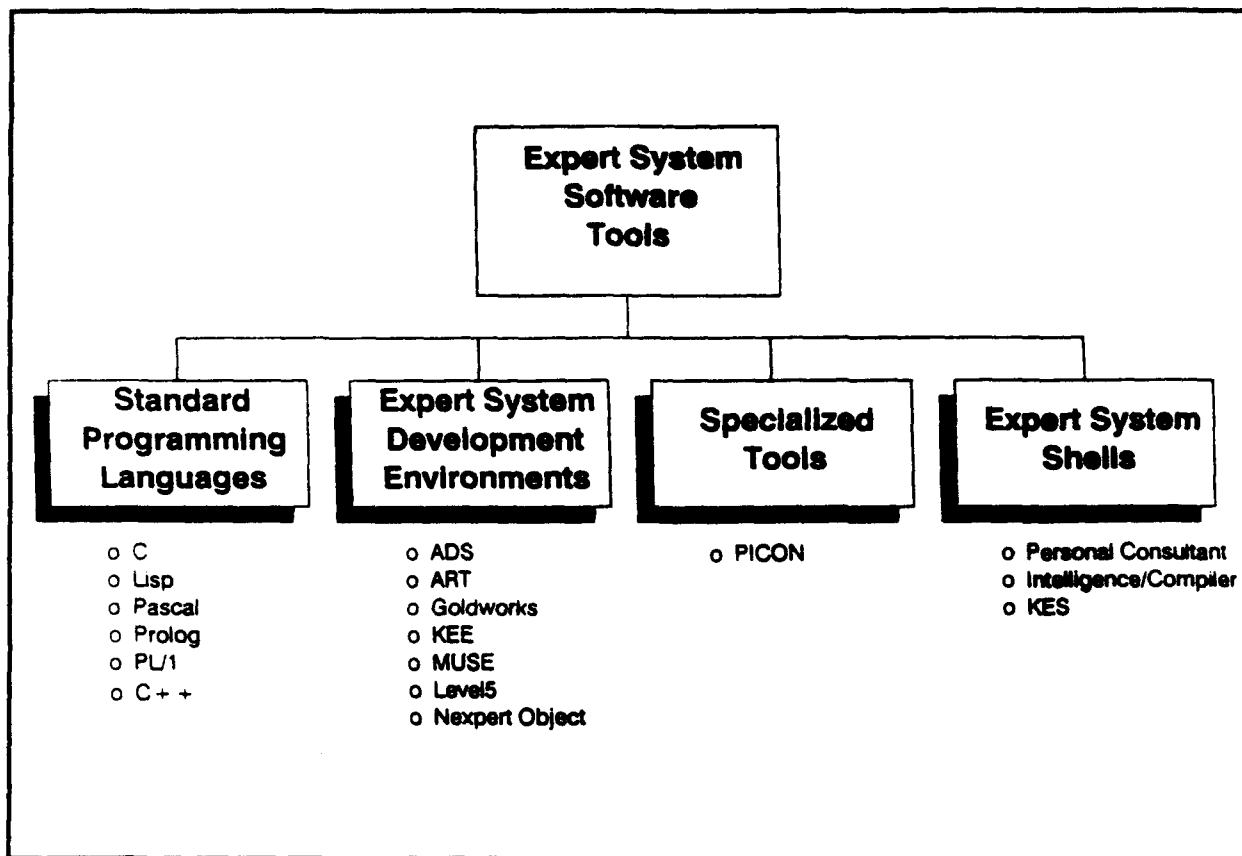 Expert System
Software
Tools
Standard
Programming
Languages
Expert System
Development
Environments
Specialized
Tools
Expert System
Shells
o C
o Lisp
o Pascal
o Prolog
o PL/1
o C + +
o ADS
o ART
o Goldworks
o KEE
o MUSE
o Level5
o Nexpert Object
o PICON
o Personal Consultant
o Intelligence/Compiler
o KES